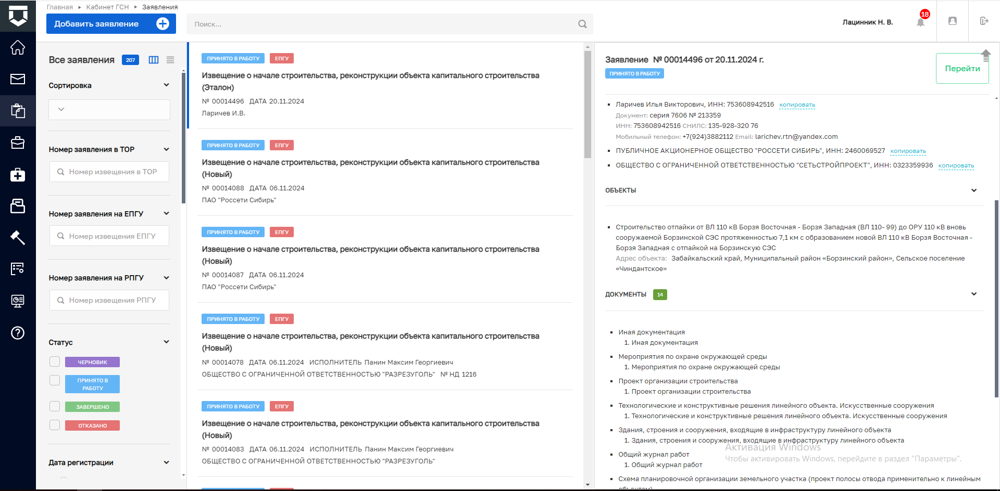 Главная ▸ Кабинет ГСН ▸ Заявления
Добавить заявление
Поиск...
Лацинник Н. В.
18
Все заявления 207
Сортировка
Номер заявления в ТОР
Номер извещения в ТОР
Номер заявления на ЕПГУ
Номер извещения ЕПГУ
Номер заявления на РПГУ
Номер извещения РПГУ
Статус
ЧЕРНОВИК
ПРИНЯТО В
РАБОТУ
ЗАВЕРШЕНО
ОТКАЗАНО
Дата регистрации
ПРИНЯТО В РАБОТУ ЕПГУ
Извещение о начале строительства, реконструкции объекта капитального строительства
(Эталон)
№ 00014496 ДАТА 20.11.2024
Ларичев И.В.
ПРИНЯТО В РАБОТУ ЕПГУ
Извещение о начале строительства, реконструкции объекта капитального строительства
(Новый)
№ 00014088 ДАТА 06.11.2024
ПАО "Россети Сибирь"
ПРИНЯТО В РАБОТУ ЕПГУ
Извещение о начале строительства, реконструкции объекта капитального строительства
(Новый)
№ 00014087 ДАТА 06.11.2024
ПАО "Россети Сибирь"
ПРИНЯТО В РАБОТУ ЕПГУ
Извещение о начале строительства, реконструкции объекта капитального строительства
(Новый)
№ 00014078 ДАТА 06.11.2024 ИСПОЛНИТЕЛЬ Панин Максим Георгиевич
ОБЩЕСТВО С ОГРАНИЧЕННОЙ ОТВЕТСТВЕННОСТЬЮ "РАЗРЕЗУГОЛЬ" № НД 1216
ПРИНЯТО В РАБОТУ ЕПГУ
Извещение о начале строительства, реконструкции объекта капитального строительства
(Новый)
№ 00014083 ДАТА 06.11.2024 ИСПОЛНИТЕЛЬ Панин Максим Георгиевич
ОБЩЕСТВО С ОГРАНИЧЕННОЙ ОТВЕТСТВЕННОСТЬЮ "РАЗРЕЗУГОЛЬ"
Заявление № 00014496 от 20.11.2024 г.
ПРИНЯТО В РАБОТУ
Перейти
▪ Ларичев Илья Викторович, ИНН: 753608942516 копировать
Документ: серия 7606 № 213359
ИНН: 753608942516 СНИЛС: 135-928-320 76
Мобильный телефон: +7(924)3882112 Email: larichev.rtn@yandex.com
▪ ПУБЛИЧНОЕ АКЦИОНЕРНОЕ ОБЩЕСТВО "РОССЕТИ СИБИРЬ", ИНН: 2460069527 копировать
▪ ОБЩЕСТВО С ОГРАНИЧЕННОЙ ОТВЕТСТВЕННОСТЬЮ "СЕТЬСТРОЙПРОЕКТ", ИНН: 0323359936 копировать
ОБЪЕКТЫ
▪ Строительство отпайки от ВЛ 110 кВ Борзя Восточная - Борзя Западная (ВЛ 110- 99) до ОРУ 110 кВ вновь
сооружаемой Борзинской СЭС протяженностью 7,1 км с образованием новой ВЛ 110 кВ Борзя Восточная -
Борзя Западная с отпайкой на Борзинскую СЭС
Адрес объекта: Забайкальский край, Муниципальный район «Борзинский район», Сельское поселение
«Чиндантское»
ДОКУМЕНТЫ 14
▪ Иная документация
1. Иная документация
▪ Мероприятия по охране окружающей среды
1. Мероприятия по охране окружающей среды
▪ Проект организации строительства
1. Проект организации строительства
▪ Технологические и конструктивные решения линейного объекта. Искусственные сооружения
1. Технологические и конструктивные решения линейного объекта. Искусственные сооружения
▪ Здания, строения и сооружения, входящие в инфраструктуру линейного объекта
1. Здания, строения и сооружения, входящие в инфраструктуру линейного объекта
▪ Общий журнал работ
1. Общий журнал работ
▪ Схема планировочной организации земельного участка (проект полосы отвода применительно к линейным
объектам)
Активация Windows
Чтобы активировать Windows, перейдите в раздел "Параметры".